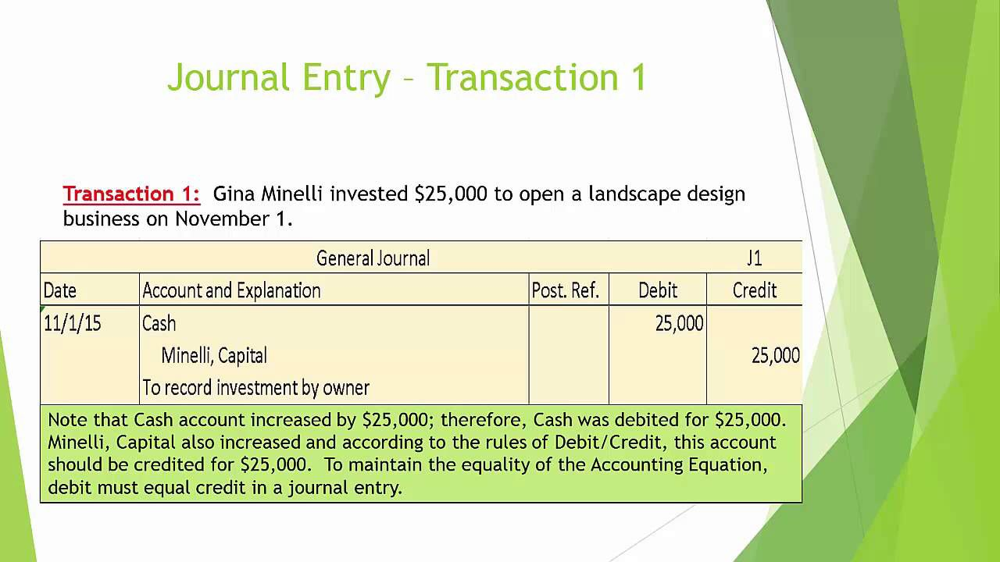 Journal Entry – Transaction 1
Transaction 1: Gina Minelli invested $25,000 to open a landscape design
business on November 1.
General Journal J1
Date Account and Explanation Post. Ref. Debit Credit
11/1/15 Cash 25,000
Minelli, Capital 25,000
To record investment by owner
Note that Cash account increased by $25,000; therefore, Cash was debited for $25,000.
Minelli, Capital also increased and according to the rules of Debit/Credit, this account
should be credited for $25,000. To maintain the equality of the Accounting Equation,
debit must equal credit in a journal entry.